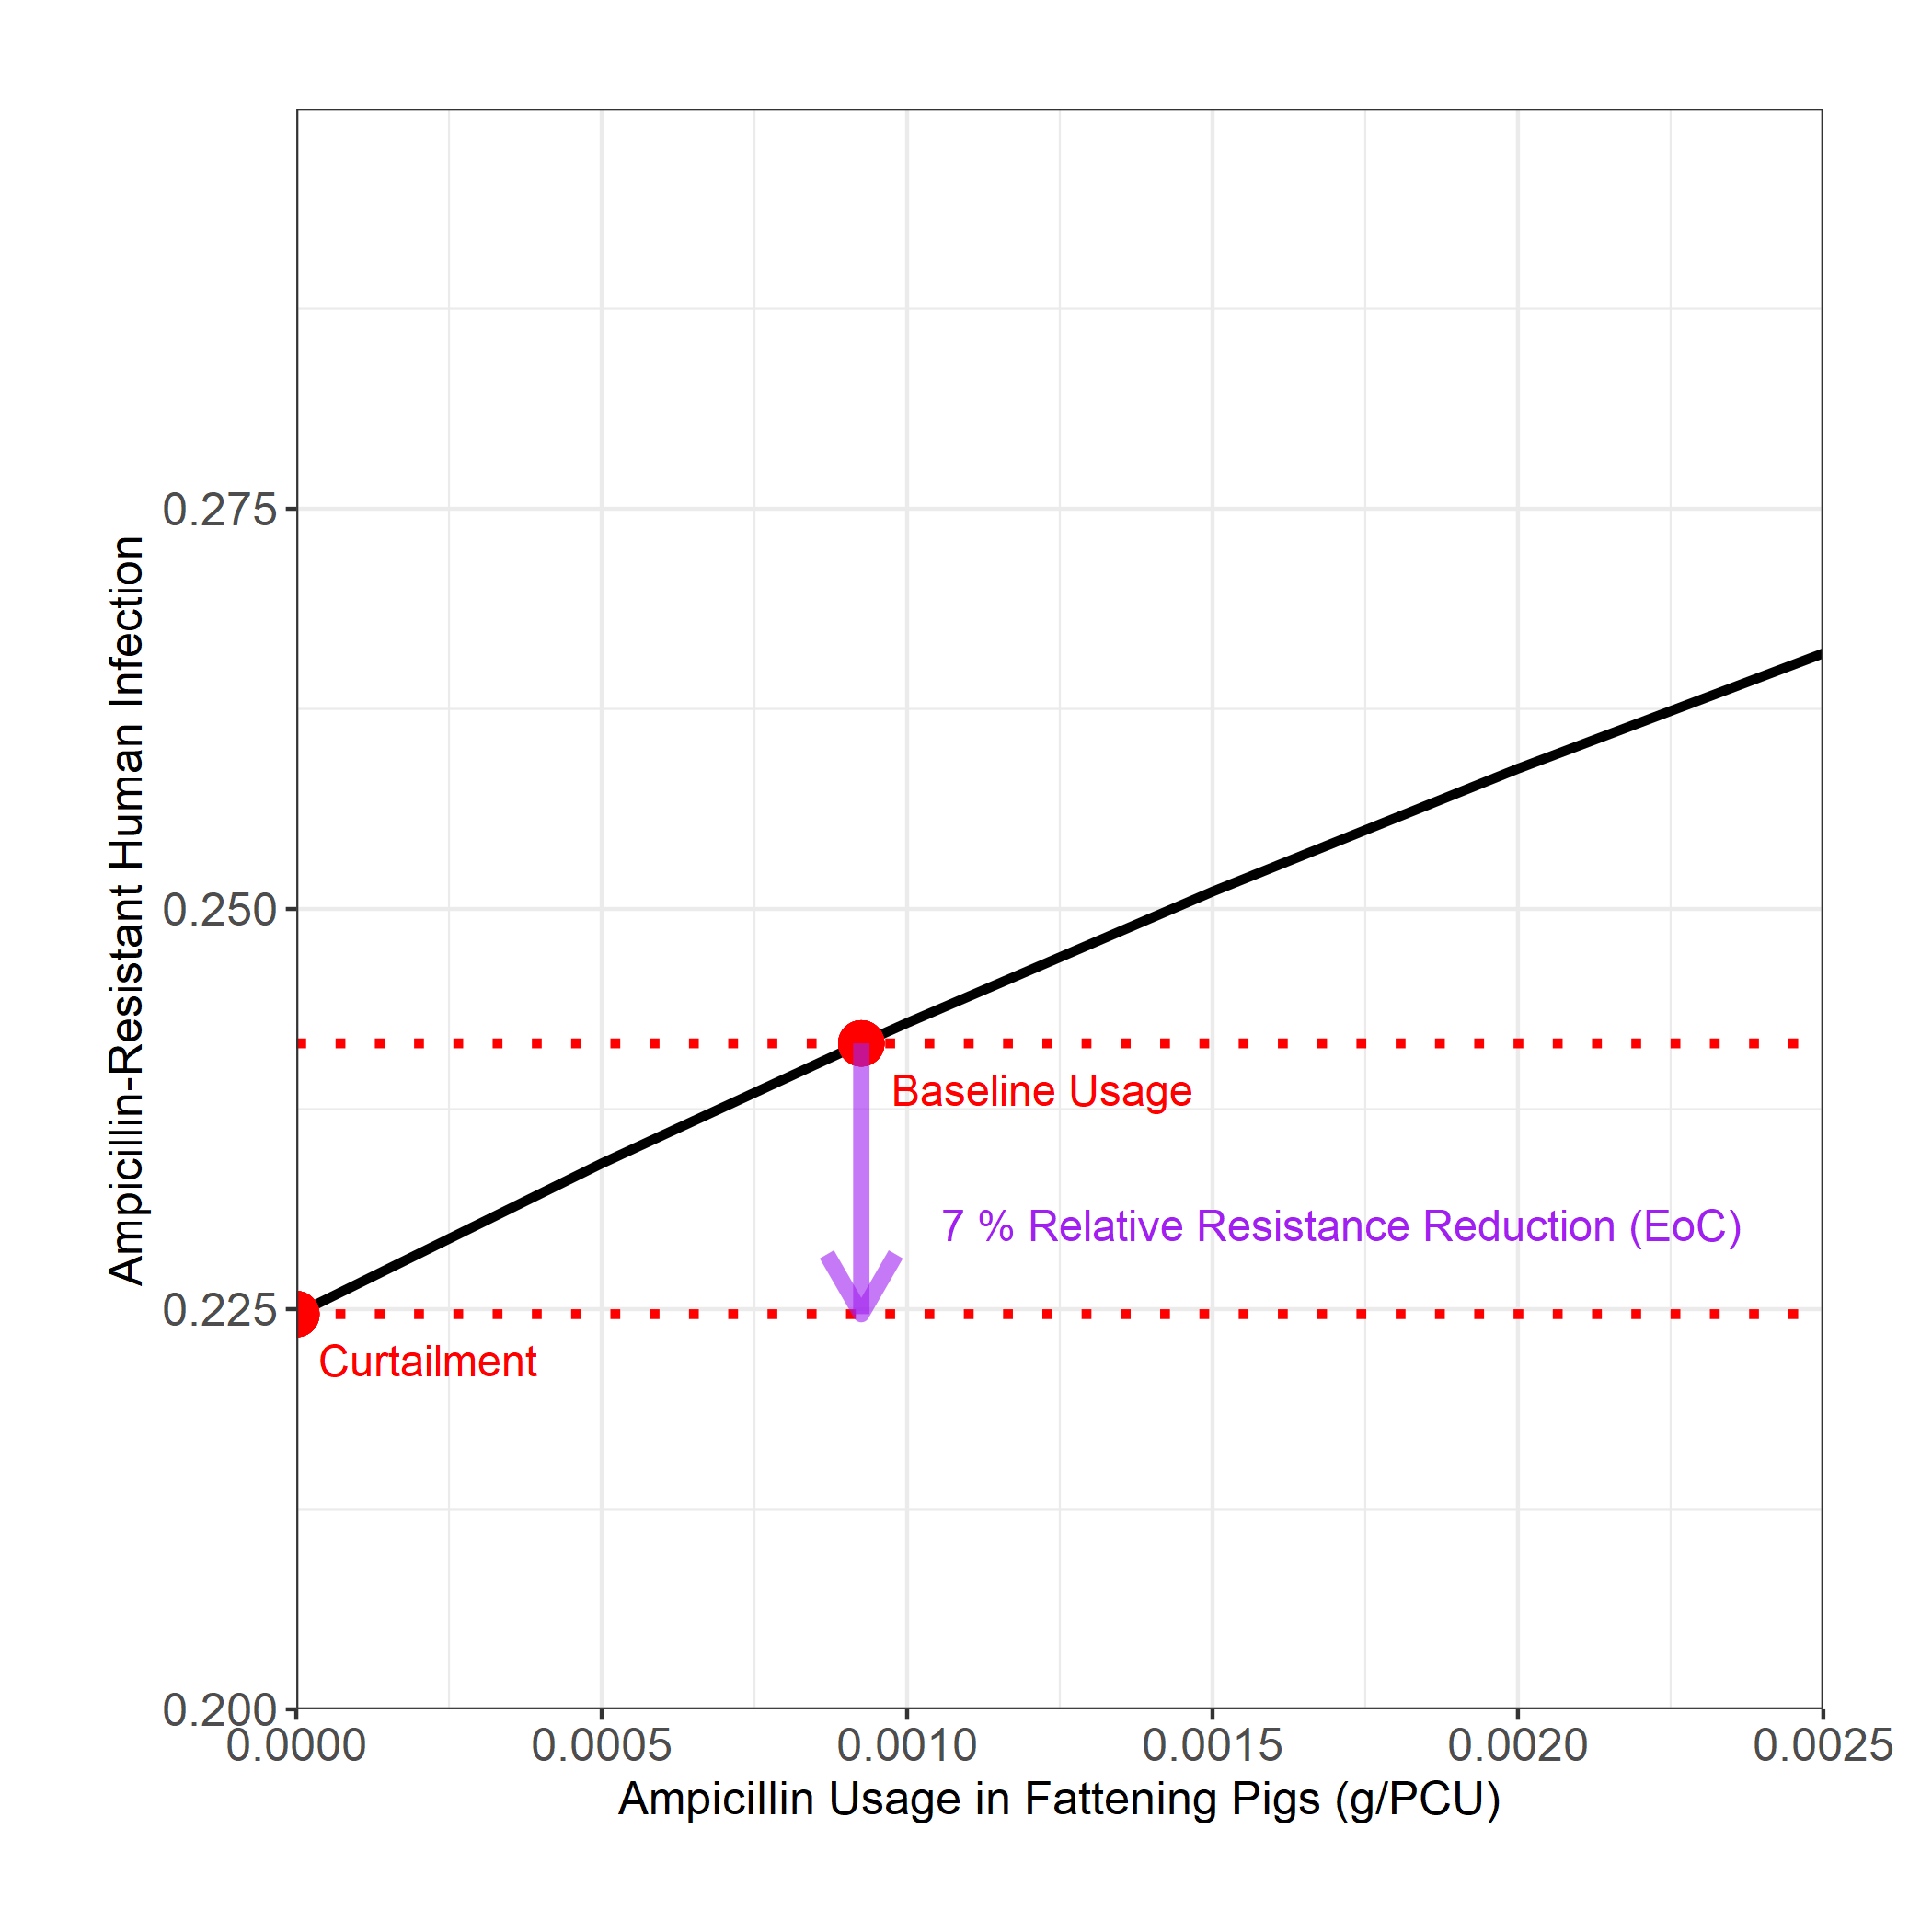 Ampicillin-Resistant Human Infection
0.275
0.250
0.225
0.200
Baseline Usage
7 % Relative Resistance Reduction (EoC)
Curtailment
0.0000
0.0005
0.0010
0.0015
0.0020
0.0025
Ampicillin Usage in Fattening Pigs (g/PCU)